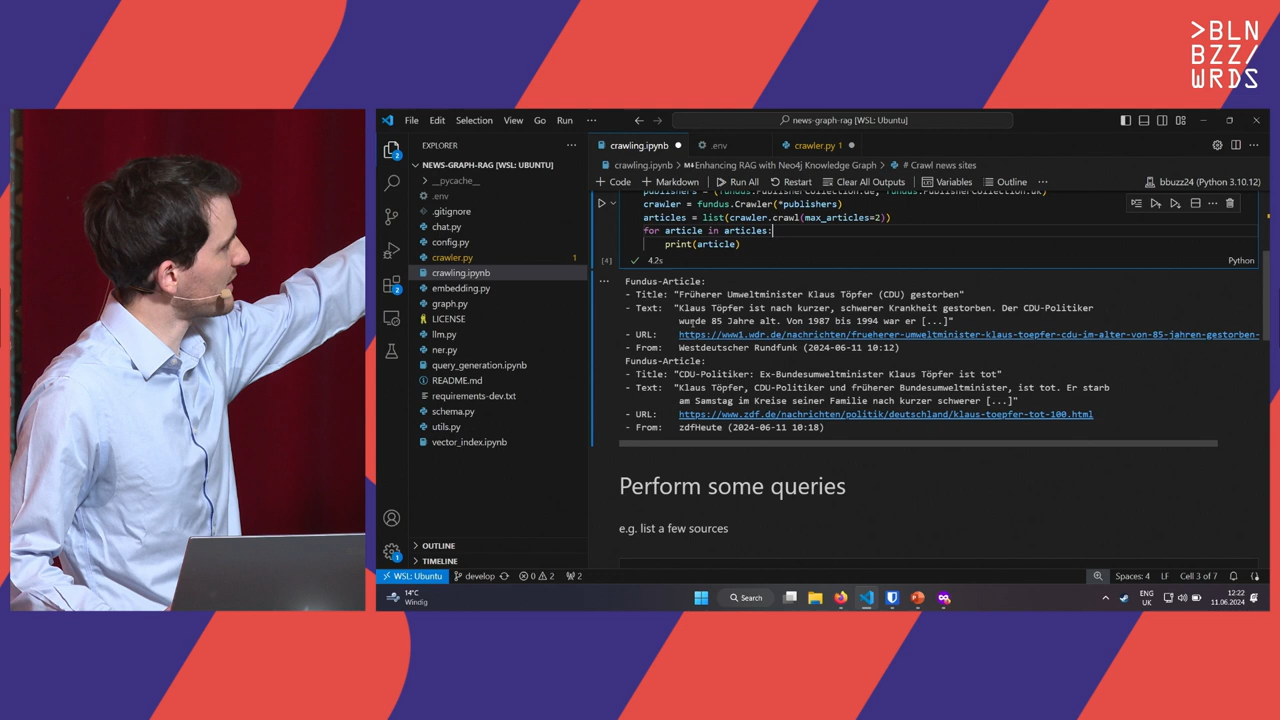 >BLN
BZZ/
WRDS
File Edit Selection View Go Run ···
news-graph-rag [WSL: Ubuntu]
EXPLORER
NEWS-GRAPH-RAG [WSL: UBUNTU]
__pycache__
.env
.gitignore
chat.py
config.py
crawler.py 1
crawling.ipynb
embedding.py
graph.py
LICENSE
llm.py
ner.py
query_generation.ipynb
README.md
requirements-dev.txt
schema.py
utils.py
vector_index.ipynb
OUTLINE
TIMELINE
crawling.ipynb .env crawler.py 1
crawling.ipynb > Enhancing RAG with Neo4j Knowledge Graph > # Crawl news sites
+ Code + Markdown Run All Restart Clear All Outputs Variables Outline ··· bbuzz24 (Python 3.10.12)
crawler = fundus.Crawler(*publishers)
articles = list(crawler.crawl(max_articles=2))
for article in articles:
print(article)
[4] 4.2s Python
Fundus-Article:
- Title: "Früherer Umweltminister Klaus Töpfer (CDU) gestorben"
- Text: "Klaus Töpfer ist nach kurzer, schwerer Krankheit gestorben. Der CDU-Politiker
wurde 85 Jahre alt. Von 1987 bis 1994 war er [...]"
- URL: https://www1.wdr.de/nachrichten/frueherer-umweltminister-klaus-toepfer-cdu-im-alter-von-85-jahren-gestorben-
- From: Westdeutscher Rundfunk (2024-06-11 10:12)
Fundus-Article:
- Title: "CDU-Politiker: Ex-Bundesumweltminister Klaus Töpfer ist tot"
- Text: "Klaus Töpfer, CDU-Politiker und früherer Bundesumweltminister, ist tot. Er starb
am Samstag im Kreise seiner Familie nach kurzer schwerer [...]"
- URL: https://www.zdf.de/nachrichten/politik/deutschland/klaus-toepfer-tot-100.html
- From: zdfHeute (2024-06-11 10:18)
Perform some queries
e.g. list a few sources
WSL: Ubuntu develop 0 2 2 Spaces: 4 LF Cell 3 of 7
14°C
Windig
Search
ENG
UK
12:22
11.06.2024